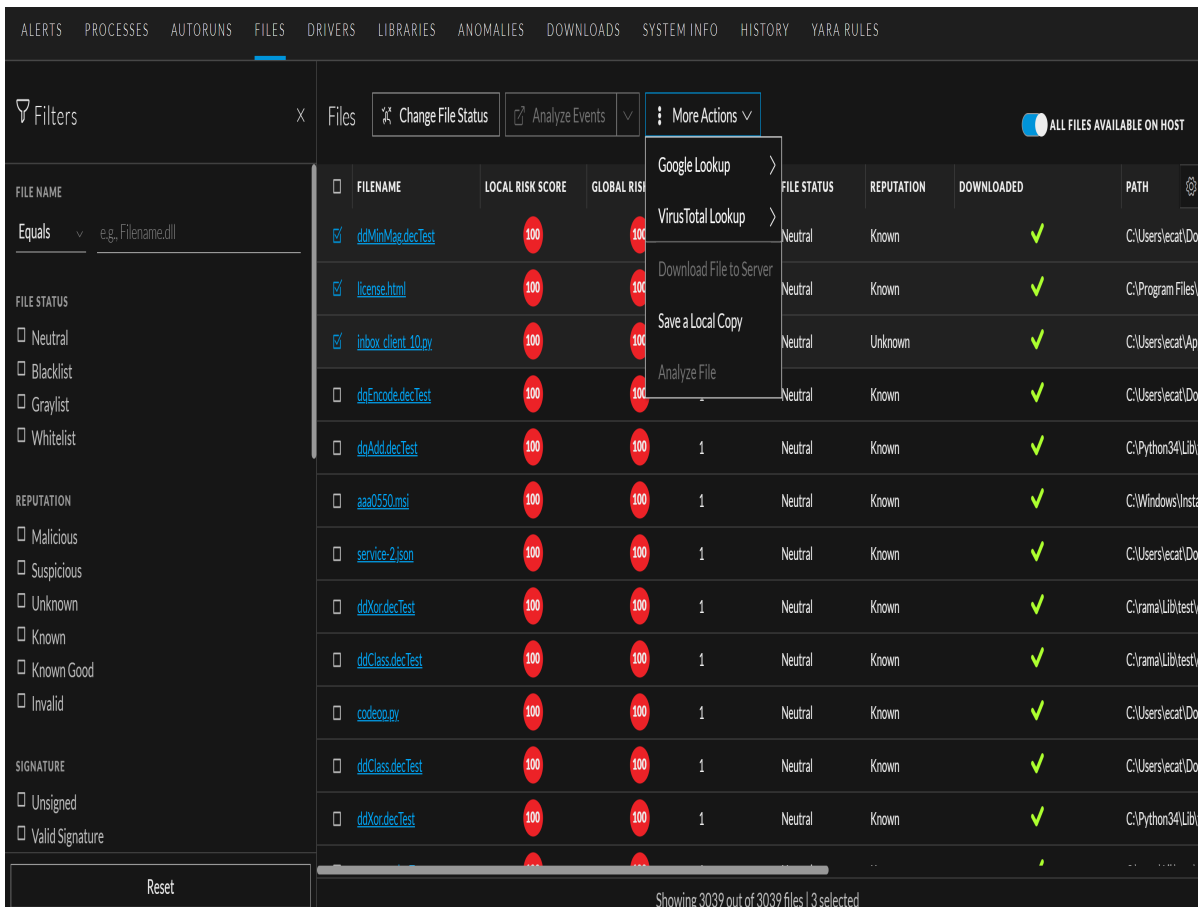 ALERTS PROCESSES AUTORUNS FILES DRIVERS LIBRARIES ANOMALIES DOWNLOADS SYSTEM INFO HISTORY YARA RULES
Filters X
FILE NAME
Equals e.g., Filename.dll
FILE STATUS
Neutral
Blacklist
Graylist
Whitelist
REPUTATION
Malicious
Suspicious
Unknown
Known
Known Good
Invalid
SIGNATURE
Unsigned
Valid Signature
Reset
Files Change File Status Analyze Events More Actions ALL FILES AVAILABLE ON HOST
Google Lookup
VirusTotal Lookup
Download File to Server
Save a Local Copy
Analyze File
FILENAME LOCAL RISK SCORE GLOBAL RIS FILE STATUS REPUTATION DOWNLOADED PATH
ddMinMag.decTest 100 100 Neutral Known C:\Users\ecat\Do
license.html 100 100 Neutral Known C:\Program Files\
inbox_client_10.py 100 100 Neutral Unknown C:\Users\ecat\Ap
dqEncode.decTest 100 100 Neutral Known C:\Users\ecat\Do
dqAdd.decTest 100 100 1 Neutral Known C:\Python34\Lib\
aaa0550.msi 100 100 1 Neutral Known C:\Windows\Insta
service-2.json 100 100 1 Neutral Known C:\Users\ecat\Do
ddXor.decTest 100 100 1 Neutral Known C:\rama\Lib\test\
ddClass.decTest 100 100 1 Neutral Known C:\rama\Lib\test\
codeop.py 100 100 1 Neutral Known C:\Users\ecat\Do
ddClass.decTest 100 100 1 Neutral Known C:\Users\ecat\Do
ddXor.decTest 100 100 1 Neutral Known C:\Python34\Lib\
Showing 3039 out of 3039 files | 3 selected